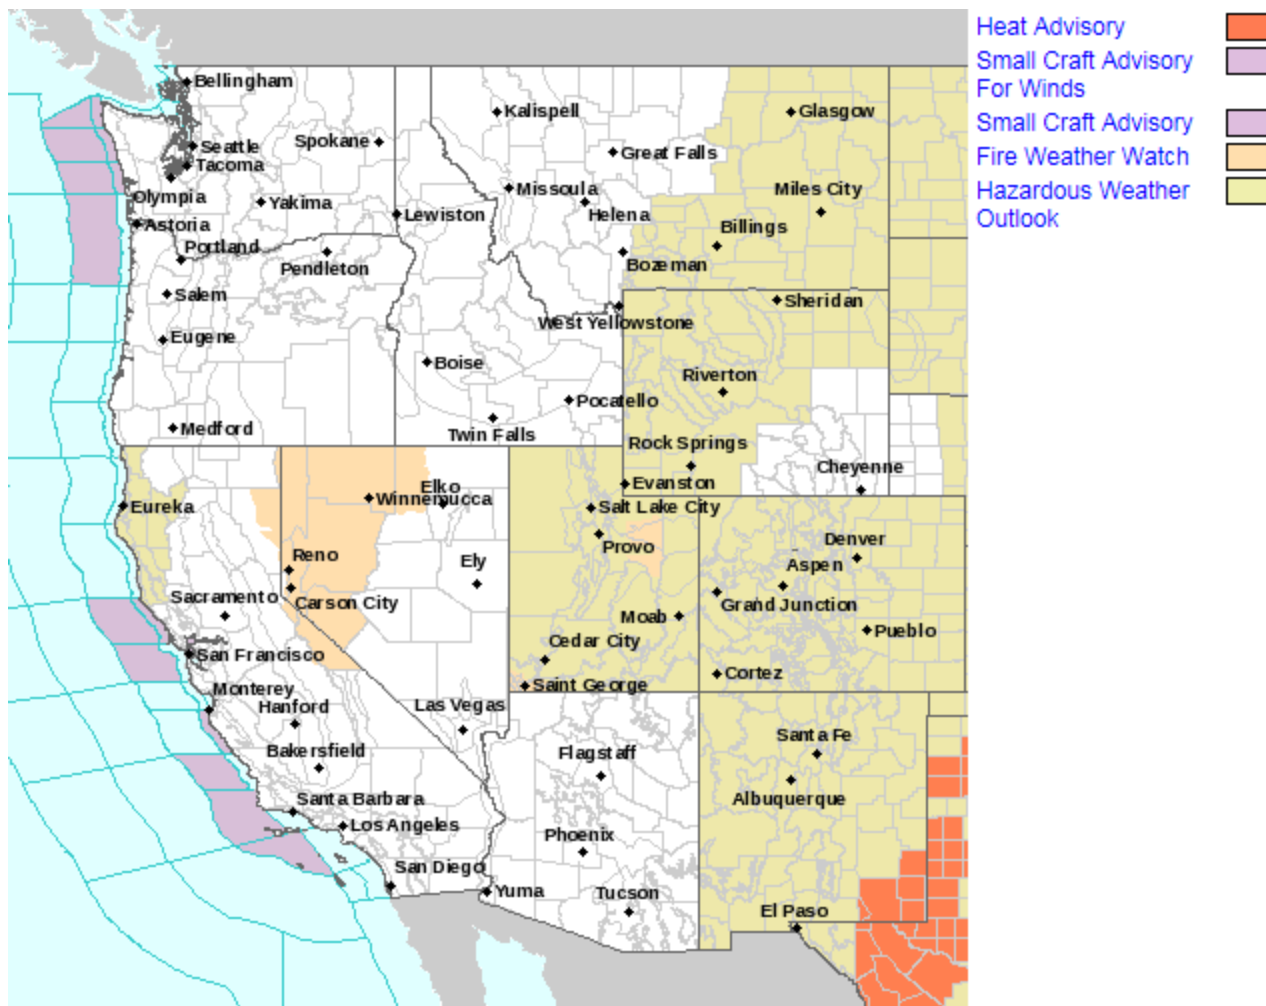 Heat Advisory
Small Craft Advisory
For Winds
Small Craft Advisory
Fire Weather Watch
Hazardous Weather
Outlook
Bellingham
Kalispell
Glasgow
Spokane
Seattle
Great Falls
Tacoma
Missoula
Miles City
Olympia
Yakima
Lewiston
Helena
Astoria
Billings
Portland
Pendleton
Bozeman
Salem
Sheridan
West Yellowstone
Eugene
Boise
Riverton
Pocatello
Medford
Twin Falls
Rock Springs
Cheyenne
Evanston
Elko
Winnemucca
Eureka
Salt Lake City
Denver
Provo
Reno
Ely
Aspen
Sacramento
Carson City
Grand Junction
Moab
Pueblo
Cedar City
San Francisco
Cortez
Saint George
Monterey
Hanford
Las Vegas
Santa Fe
Bakersfield
Flagstaff
Santa Barbara
Albuquerque
Los Angeles
Phoenix
San Diego
Yuma
Tucson
El Paso